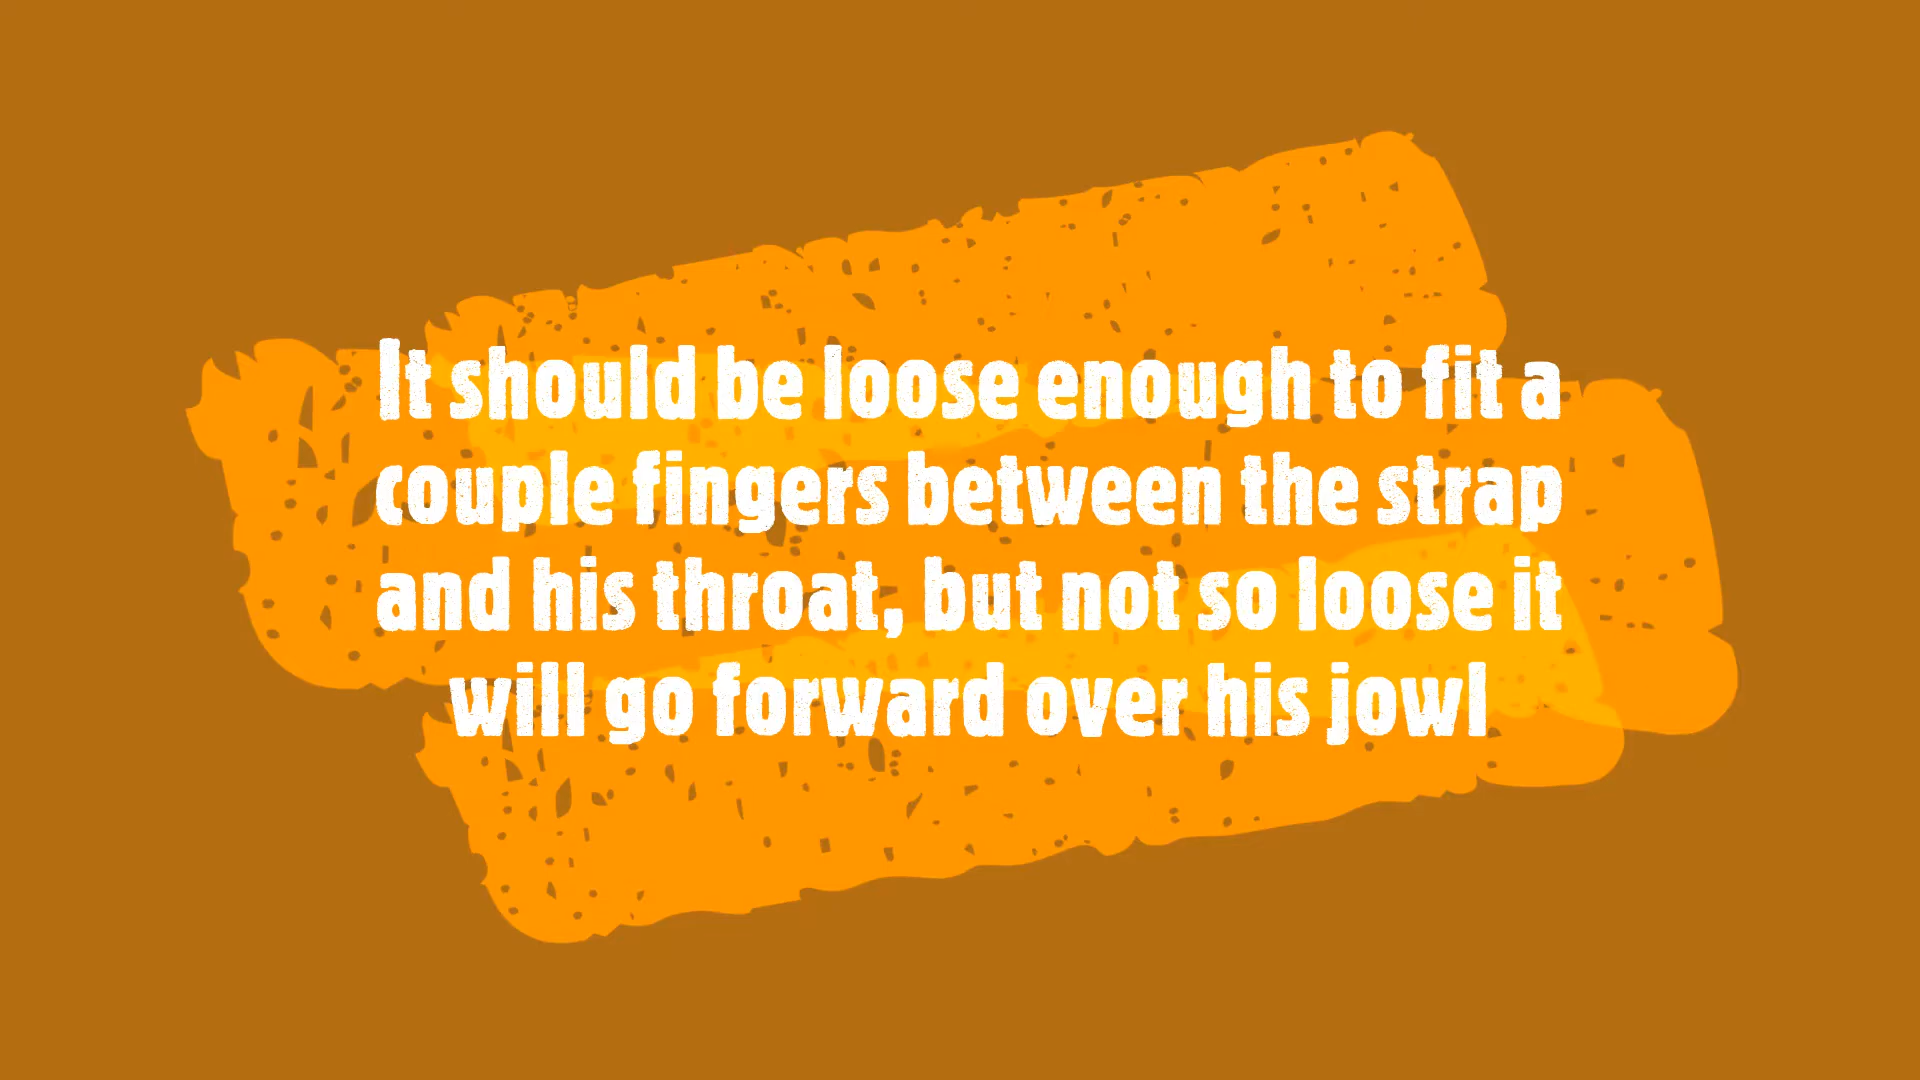 It should be loose enough to fit a
couple fingers between the strap
and his throat, but not so loose it
will go forward over his jowl